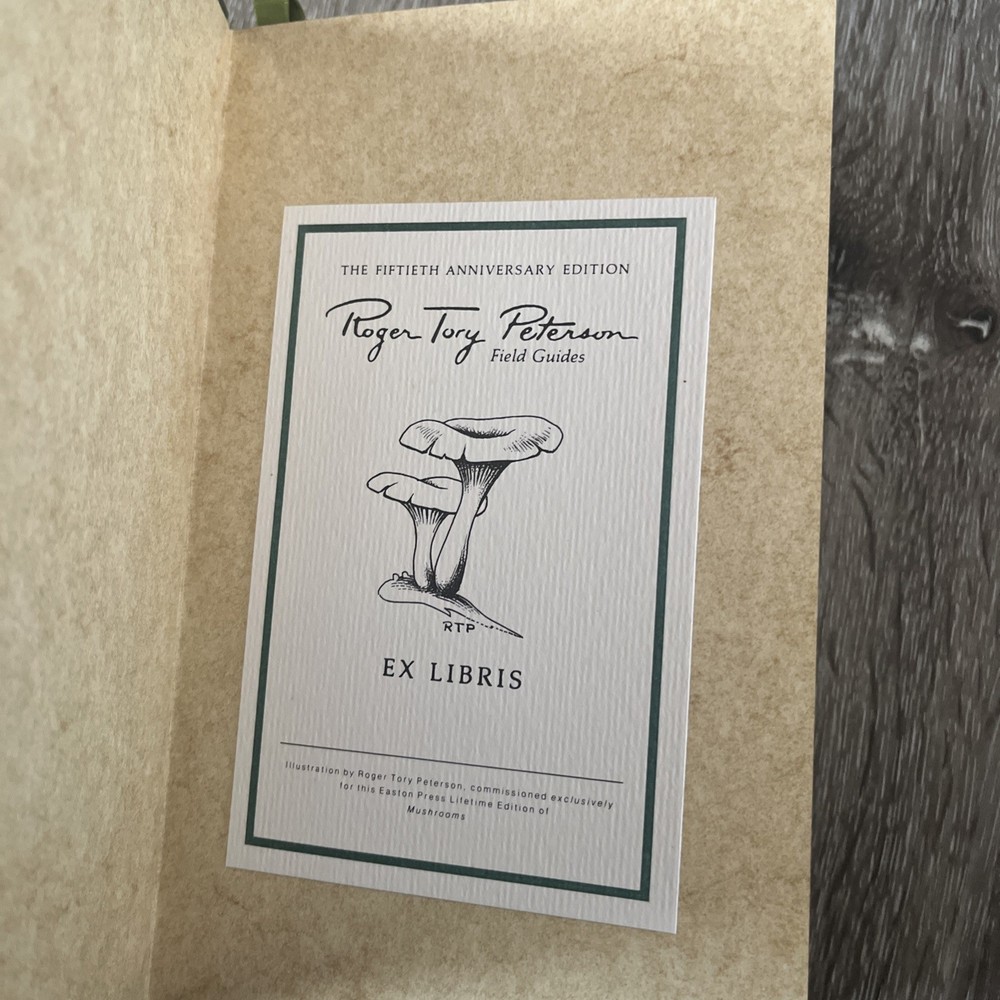 THE FIFTIETH ANNIVERSARY EDITION
Roger Tory Peterson
Field Guides
RTP
EX LIBRIS
Illustration by Roger Tory Peterson, commissioned exclusively
for this Easton Press Lifetime Edition of
Mushrooms